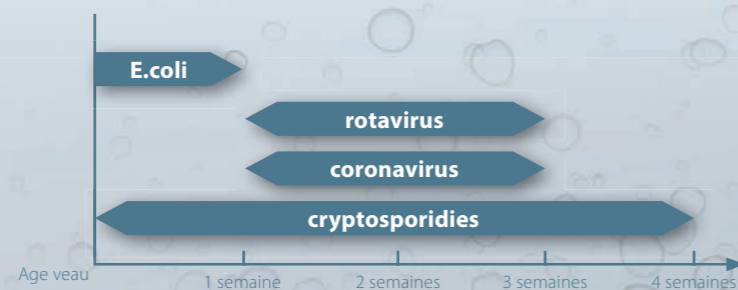 E.coli
rotavirus
coronavirus
cryptosporidies
Age veau
1 semaine 2 semaines 3 semaines 4 semaines